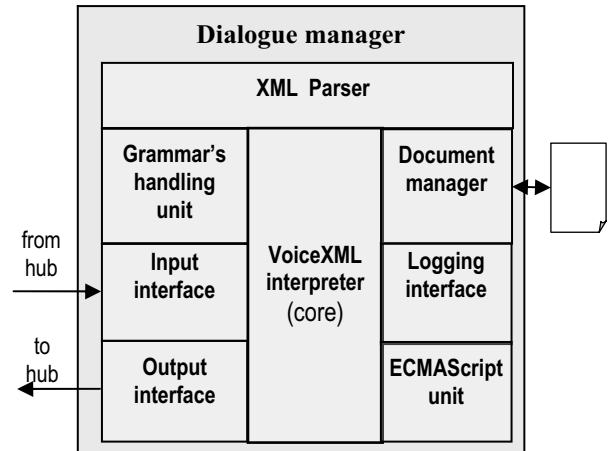 Dialogue manager
XML Parser
Grammar's
handling
unit
Document
manager
from
hub
Input
interface
VoiceXML
interpreter
(core)
Logging
interface
to
hub
Output
interface
ECMAScript
unit